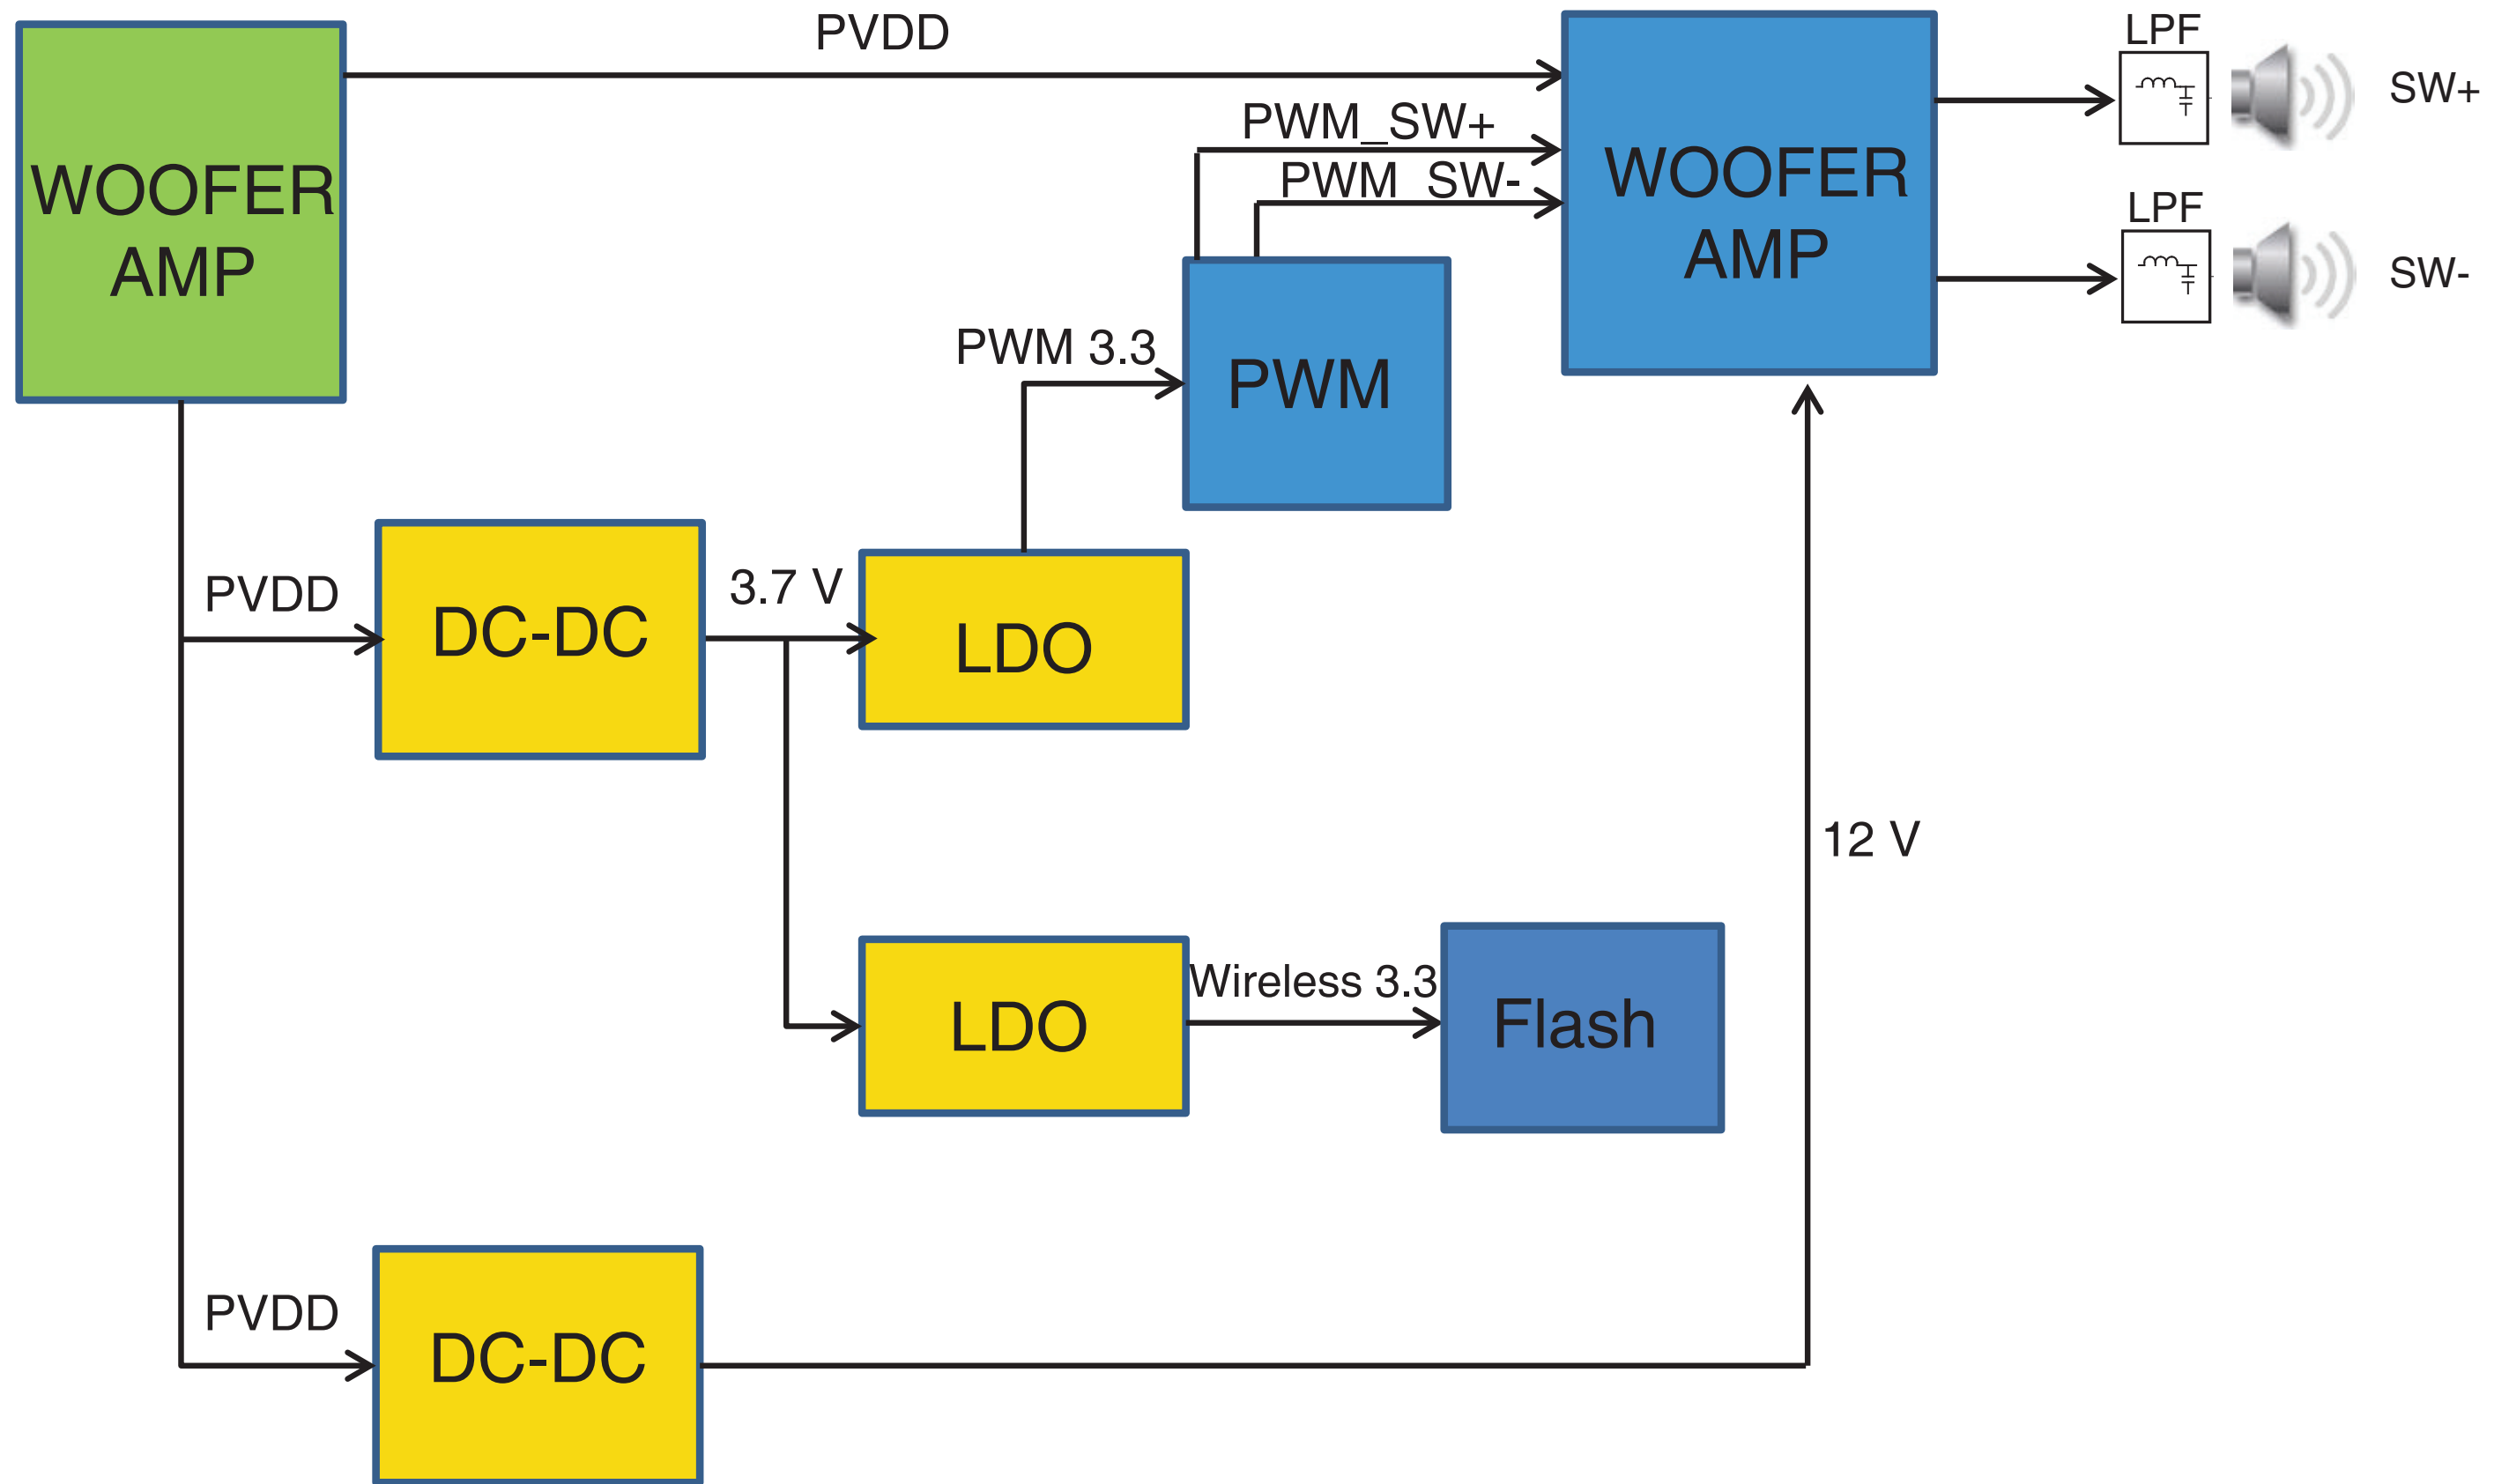 PVDD
LPF
SW+
WOOFER
AMP
PWM_SW+
PWM_SW-
WOOFER
AMP
LPF
SW-
PWM 3.3
PWM
PVDD
DC-DC
3.7 V
LDO
12 V
LDO
Wireless 3.3
Flash
PVDD
DC-DC